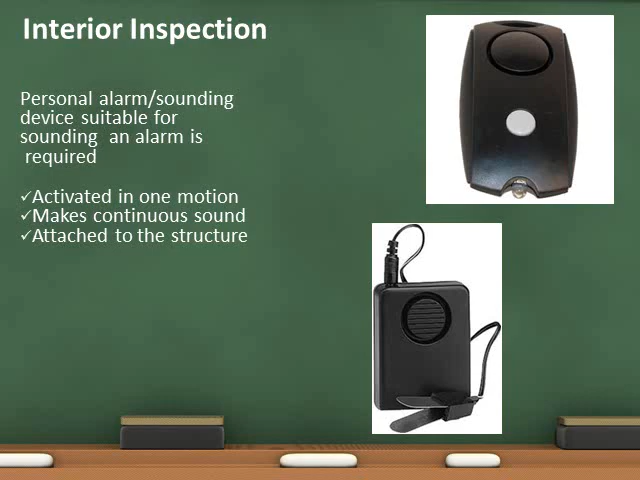 Interior Inspection
Personal alarm/sounding
device suitable for
sounding an alarm is
required
✓Activated in one motion
✓Makes continuous sound
✓Attached to the structure